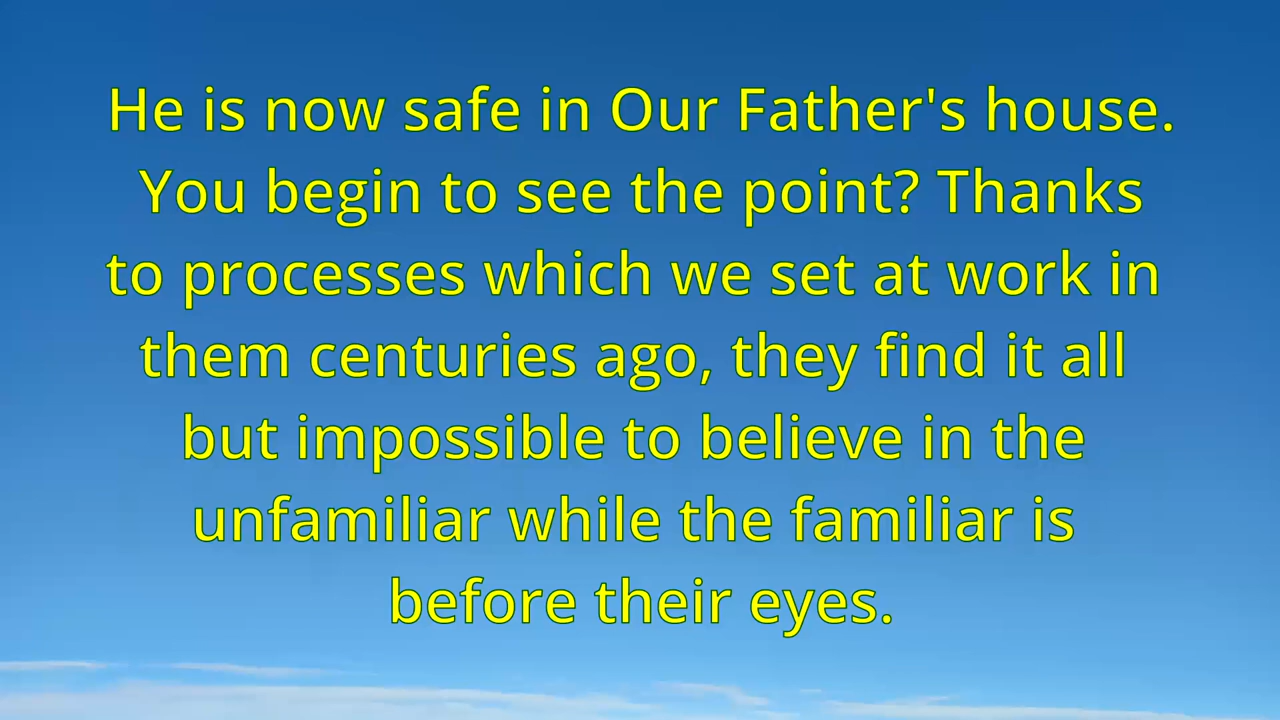 He is now safe in Our Father's house.
You begin to see the point? Thanks
to processes which we set at work in
them centuries ago, they find it all
but impossible to believe in the
unfamiliar while the familiar is
before their eyes.